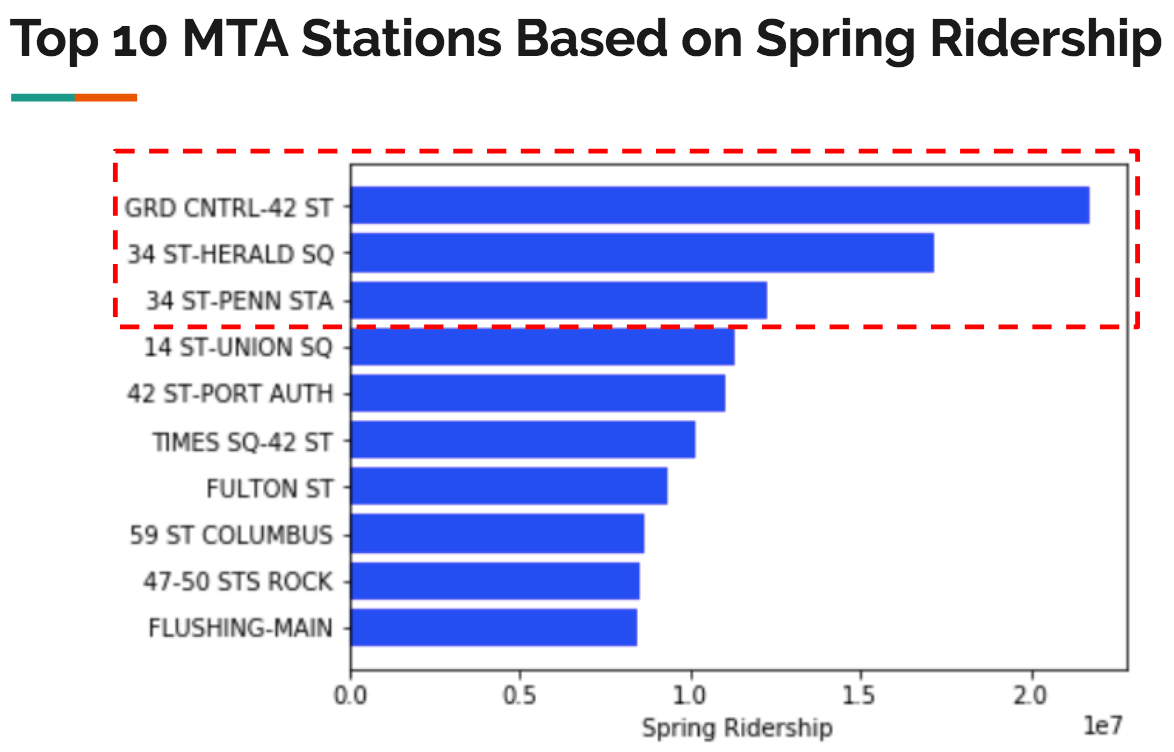 Top 10 MTA Stations Based on Spring Ridership
GRD CNTRL-42 ST
34 ST-HERALD SQ
34 ST-PENN STA
14 ST-UNION SQ
42 ST-PORT AUTH
TIMES SQ-42 ST
FULTON ST
59 ST COLUMBUS
47-50 STS ROCK
FLUSHING-MAIN
0.0 0.5 1.0 1.5 2.0
Spring Ridership
1e7